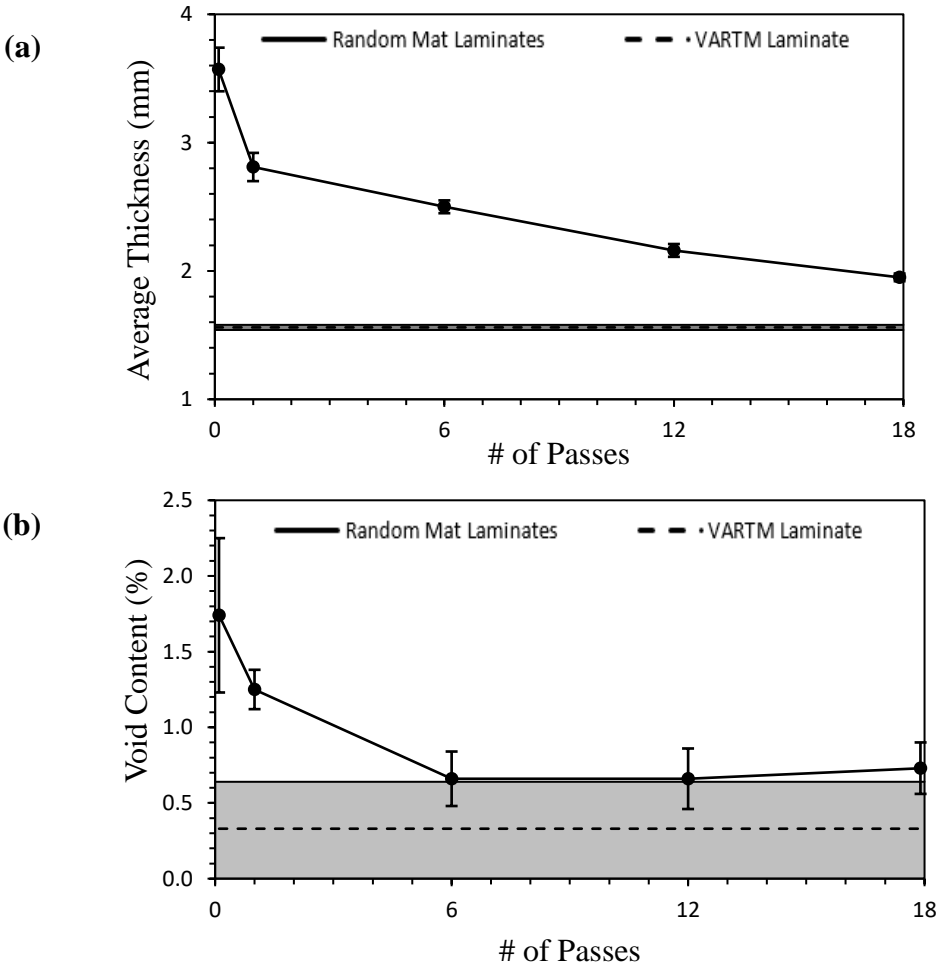 (a)
Average Thickness (mm)
4
3
2
1
Random Mat Laminates
VARTM Laminate
0 6 12 18
# of Passes
(b)
Void Content (%)
2.5
2.0
1.5
1.0
0.5
0.0
Random Mat Laminates
VARTM Laminate
0 6 12 18
# of Passes